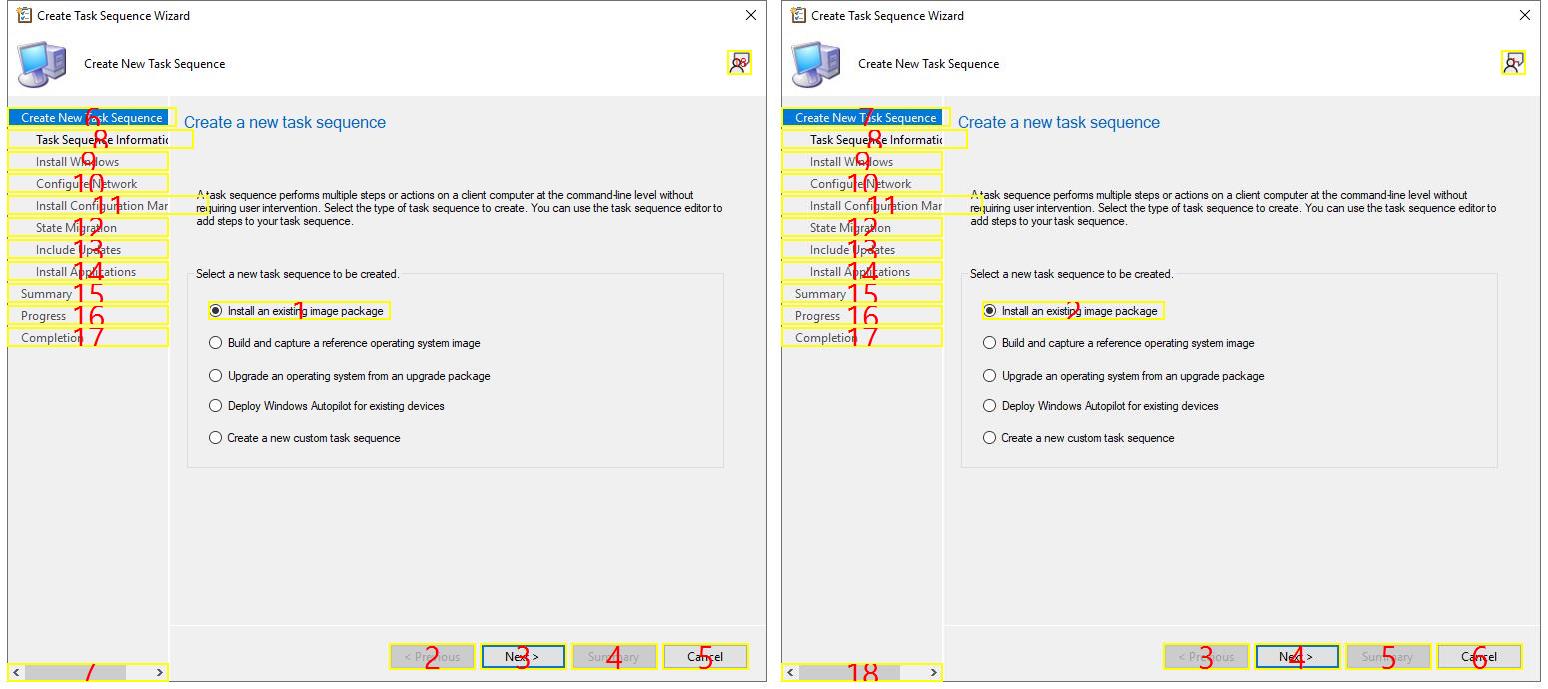 Create Task Sequence Wizard
Create New Task Sequence
Create New Task Sequence
6
Task Sequence Informatic
8
Install Windows
9
Configure Network
10
Install Configuration Mar
11
State Migration
12
Include Updates
13
Install Applications
14
Summary
15
Progress
16
Completion
17
7
Create a new task sequence
A task sequence performs multiple steps or actions on a client computer at the command-line level without
requiring user intervention. Select the type of task sequence to create. You can use the task sequence editor to
add steps to your task sequence.
Select a new task sequence to be created.
Install an existing image package
1
Build and capture a reference operating system image
Upgrade an operating system from an upgrade package
Deploy Windows Autopilot for existing devices
Create a new custom task sequence
< Previous
2
Next >
3
Summary
4
Cancel
5
Create Task Sequence Wizard
Create New Task Sequence
Create New Task Sequence
7
Task Sequence Informatic
8
Install Windows
9
Configure Network
10
Install Configuration Mar
11
State Migration
12
Include Updates
13
Install Applications
14
Summary
15
Progress
16
Completion
17
18
Create a new task sequence
A task sequence performs multiple steps or actions on a client computer at the command-line level without
requiring user intervention. Select the type of task sequence to create. You can use the task sequence editor to
add steps to your task sequence.
Select a new task sequence to be created.
Install an existing image package
2
Build and capture a reference operating system image
Upgrade an operating system from an upgrade package
Deploy Windows Autopilot for existing devices
Create a new custom task sequence
< Previous
3
Next >
4
Summary
5
Cancel
6